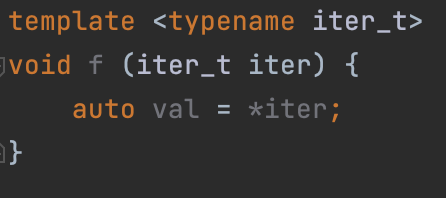 template <typename iter_t>
void f (iter_t iter) {
    auto val = *iter;
}